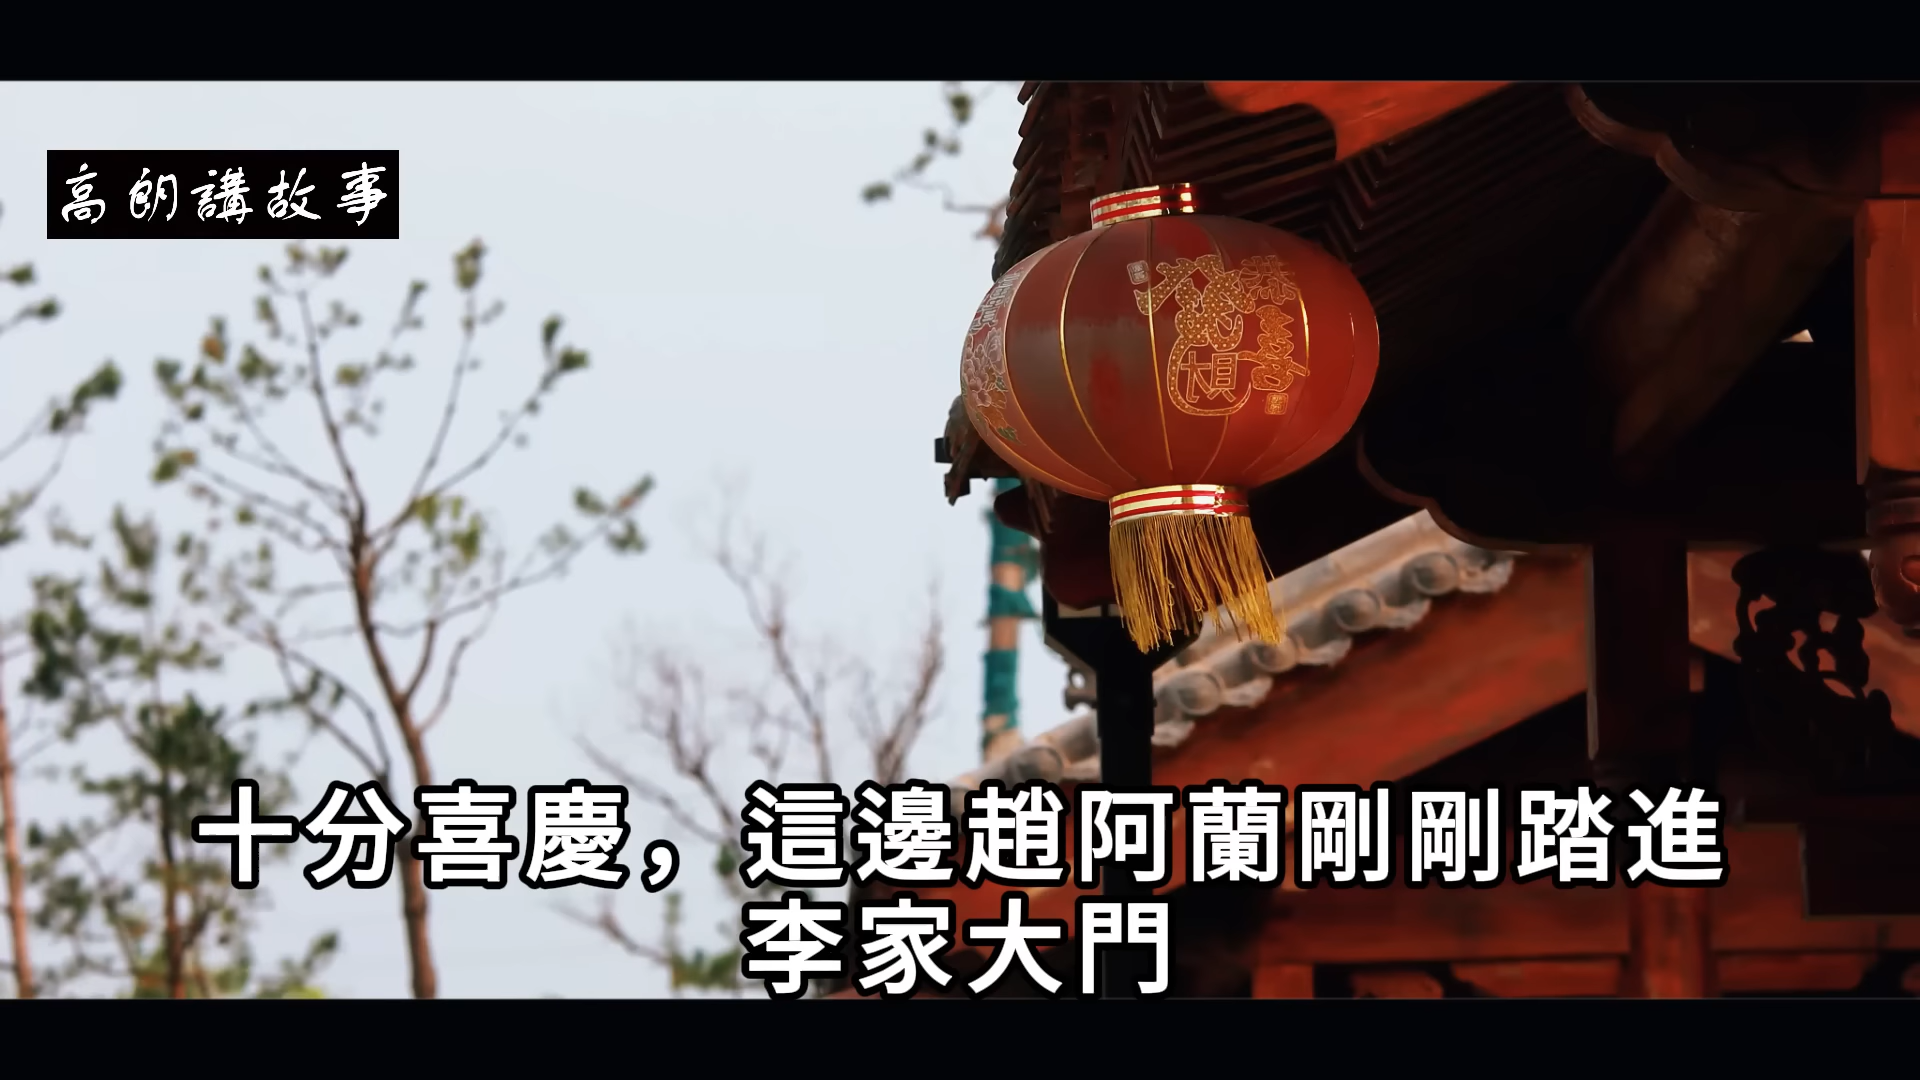 高朗講故事
十分喜慶，這邊趙阿蘭剛剛踏進
李家大門